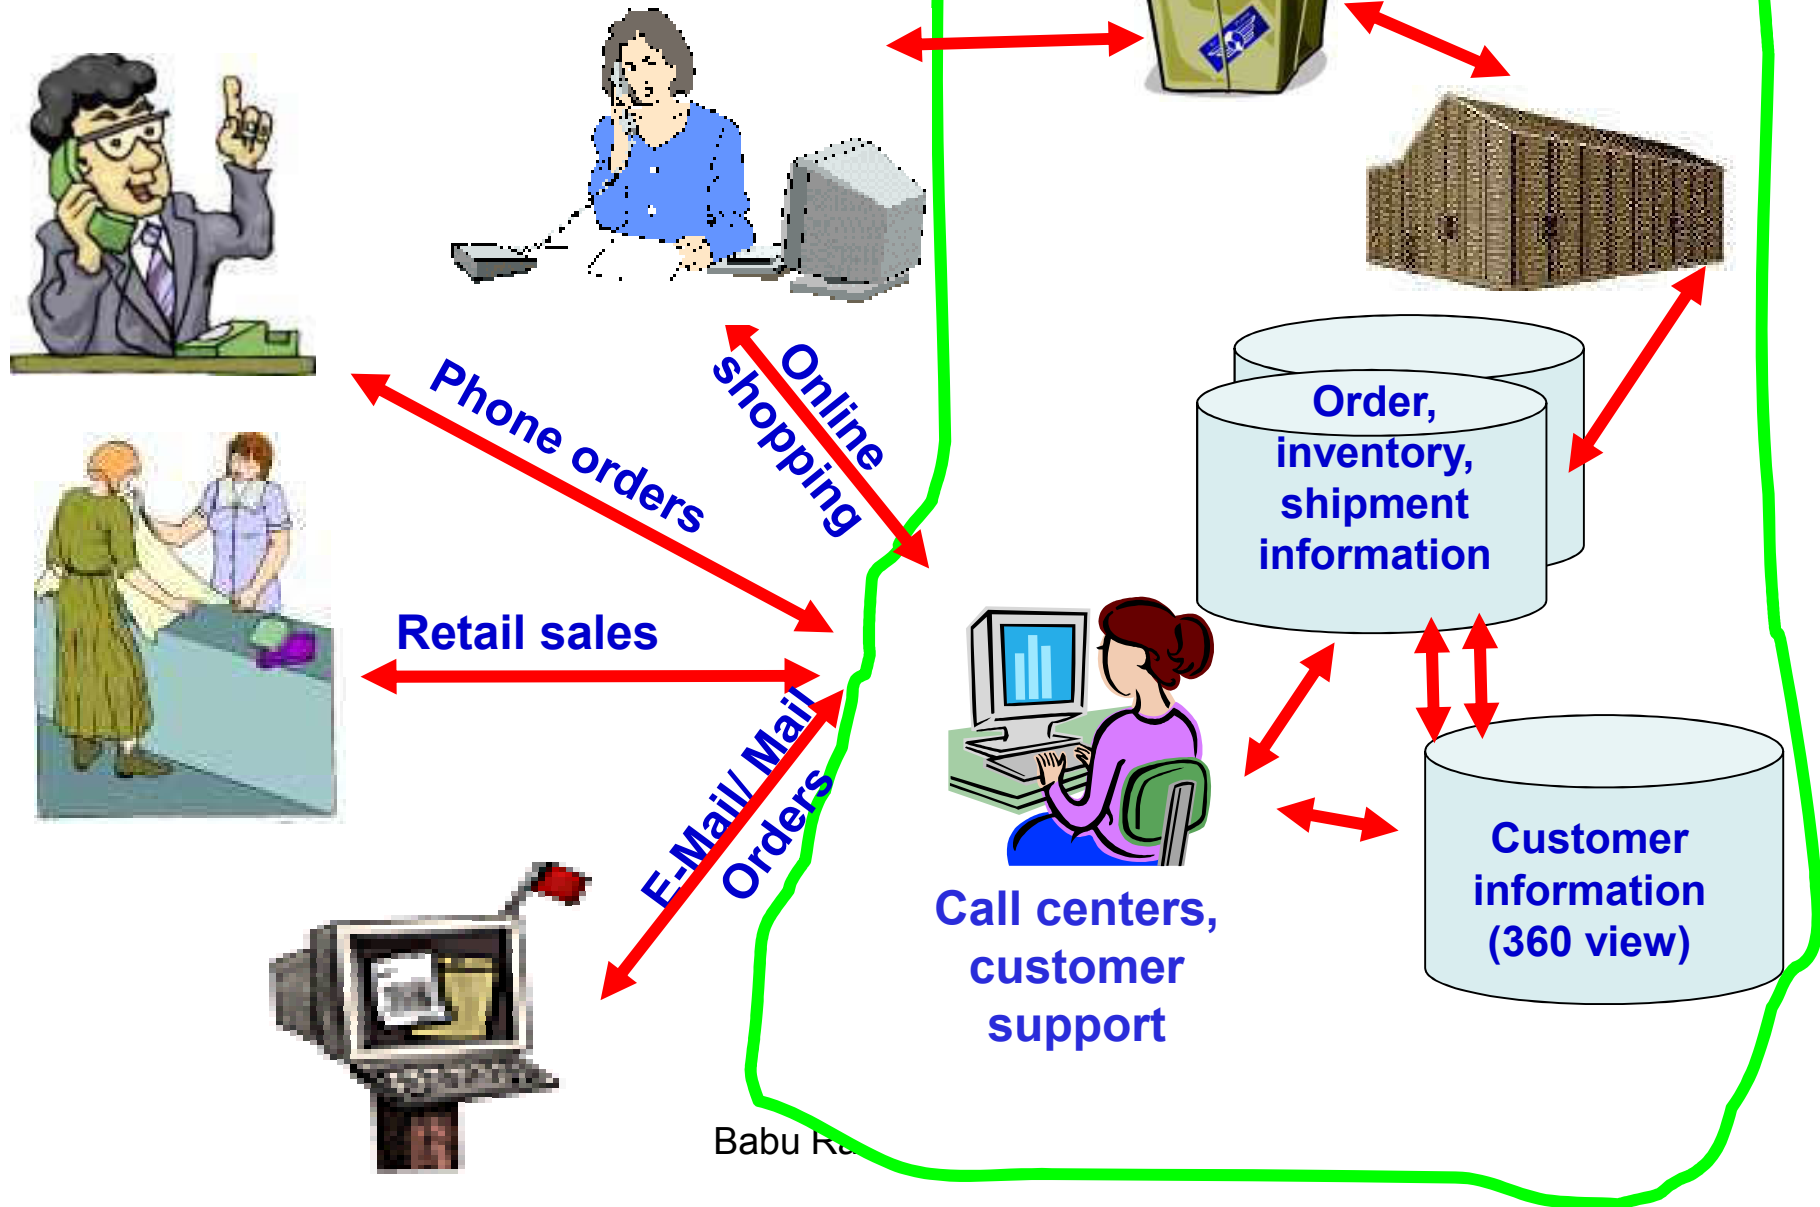 Online
shopping
Phone orders
Order,
inventory,
shipment
information
Retail sales
E-Mail/ Mail
Orders
Customer
information
(360 view)
Call centers,
customer
support
Babu